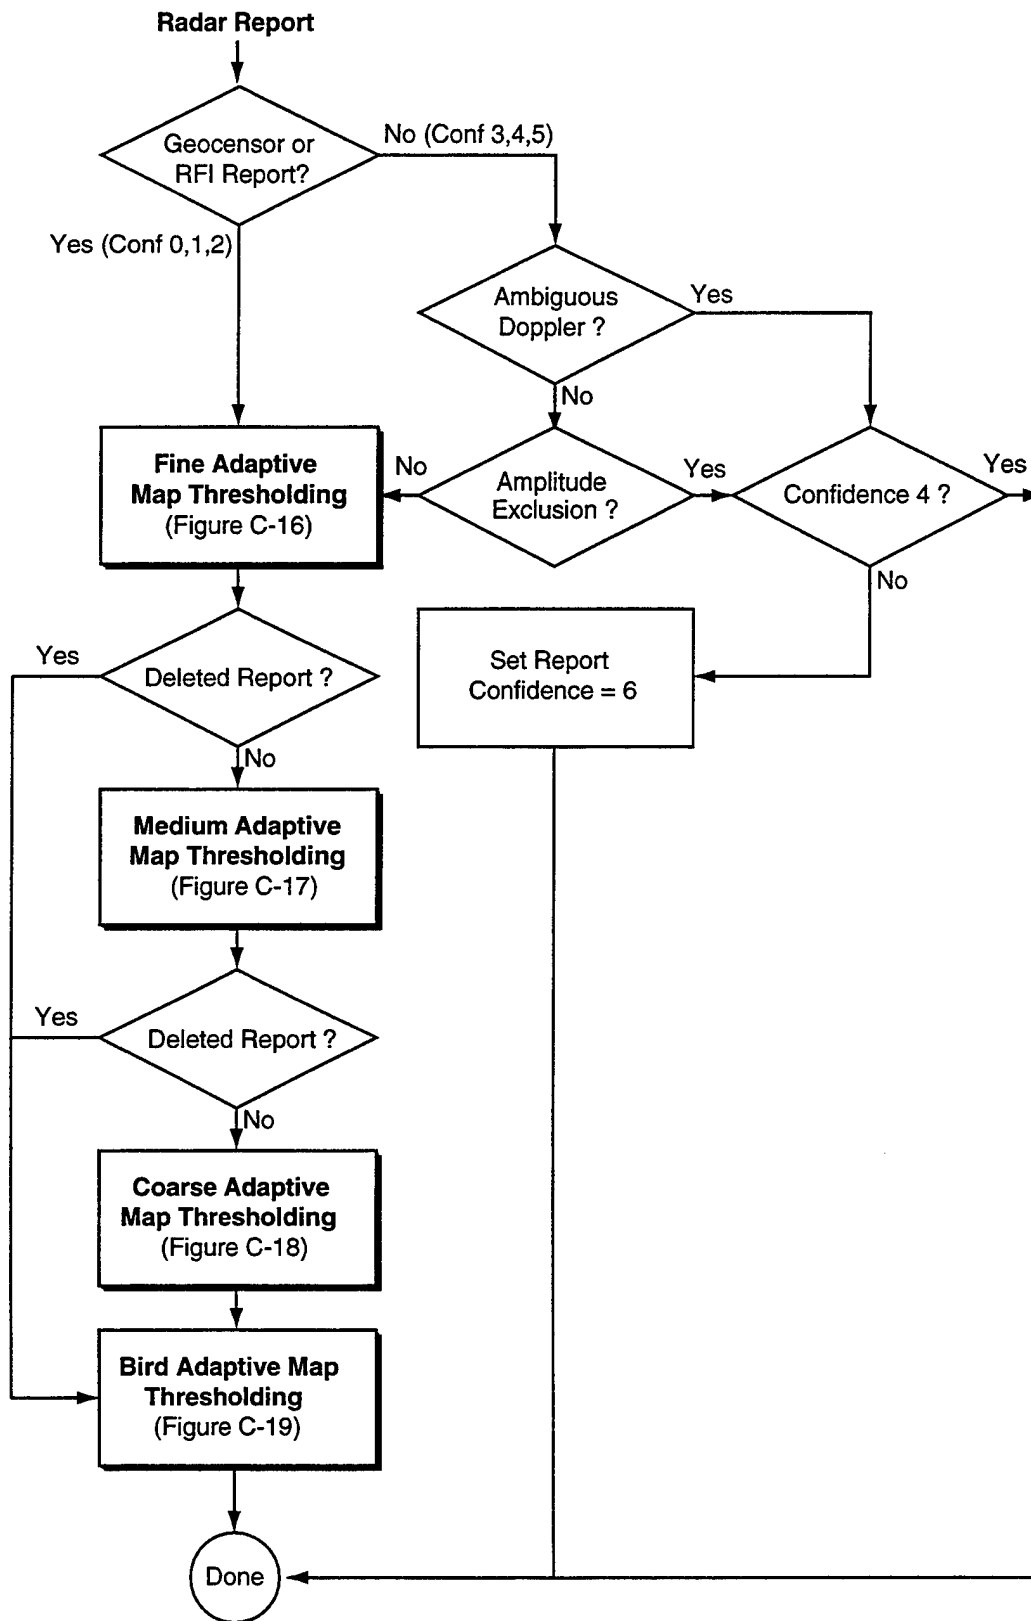 Radar Report
Geocensor or
RFI Report?
No (Conf 3,4,5)
Yes (Conf 0,1,2)
Ambiguous
Doppler ?
Yes
No
Fine Adaptive
Map Thresholding
(Figure C-16)
No
Amplitude
Exclusion ?
Yes
Confidence 4 ?
Yes
No
Yes
Deleted Report ?
No
Set Report
Confidence = 6
Medium Adaptive
Map Thresholding
(Figure C-17)
Yes
Deleted Report ?
No
Coarse Adaptive
Map Thresholding
(Figure C-18)
Bird Adaptive Map
Thresholding
(Figure C-19)
Done